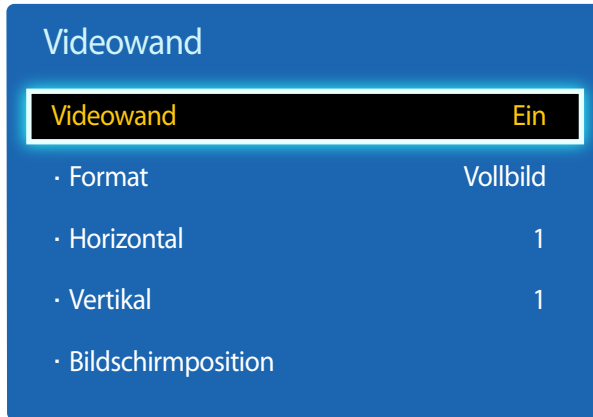 Videowand
Videowand Ein
· Format Vollbild
· Horizontal 1
· Vertikal 1
· Bildschirmposition